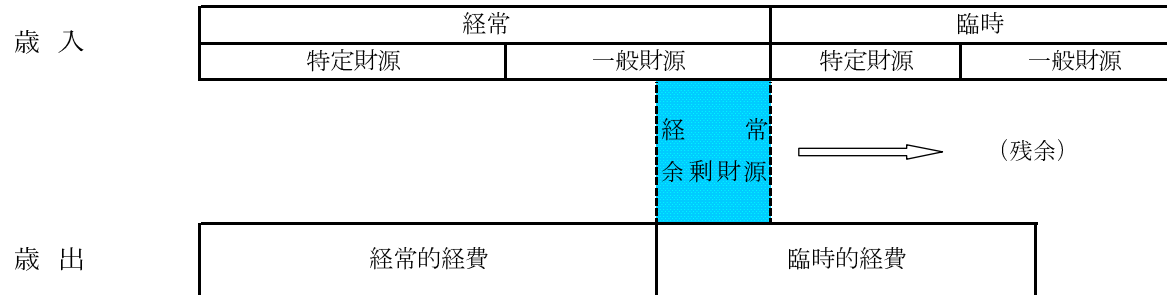 歳入
経常 臨時
特定財源 一般財源 特定財源 一般財源
経常
余剰財源
(残余)
歳出
経常的経費 臨時的経費